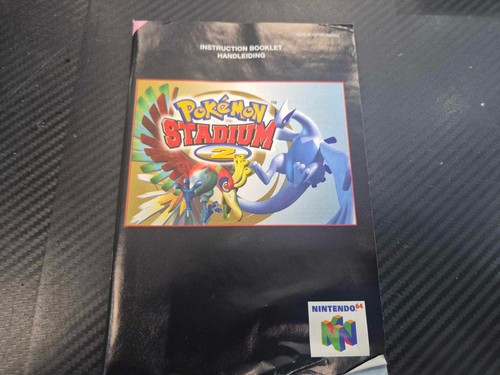 INSTRUCTION BOOKLET
HANDLEIDING
POKéMON
STADIUM
2
NINTENDO 64